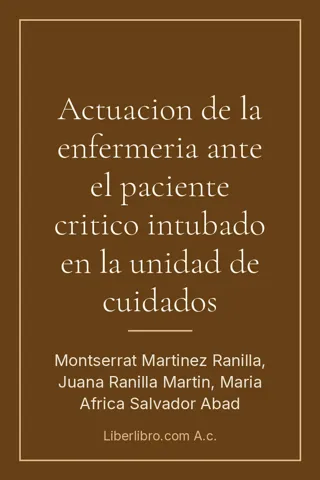 Actuacion de la
enfermeria ante
el paciente
critico intubado
en la unidad de
cuidados
Montserrat Martinez Ranilla,
Juana Ranilla Martin, Maria
Africa Salvador Abad
Liberlibro.com A.c.